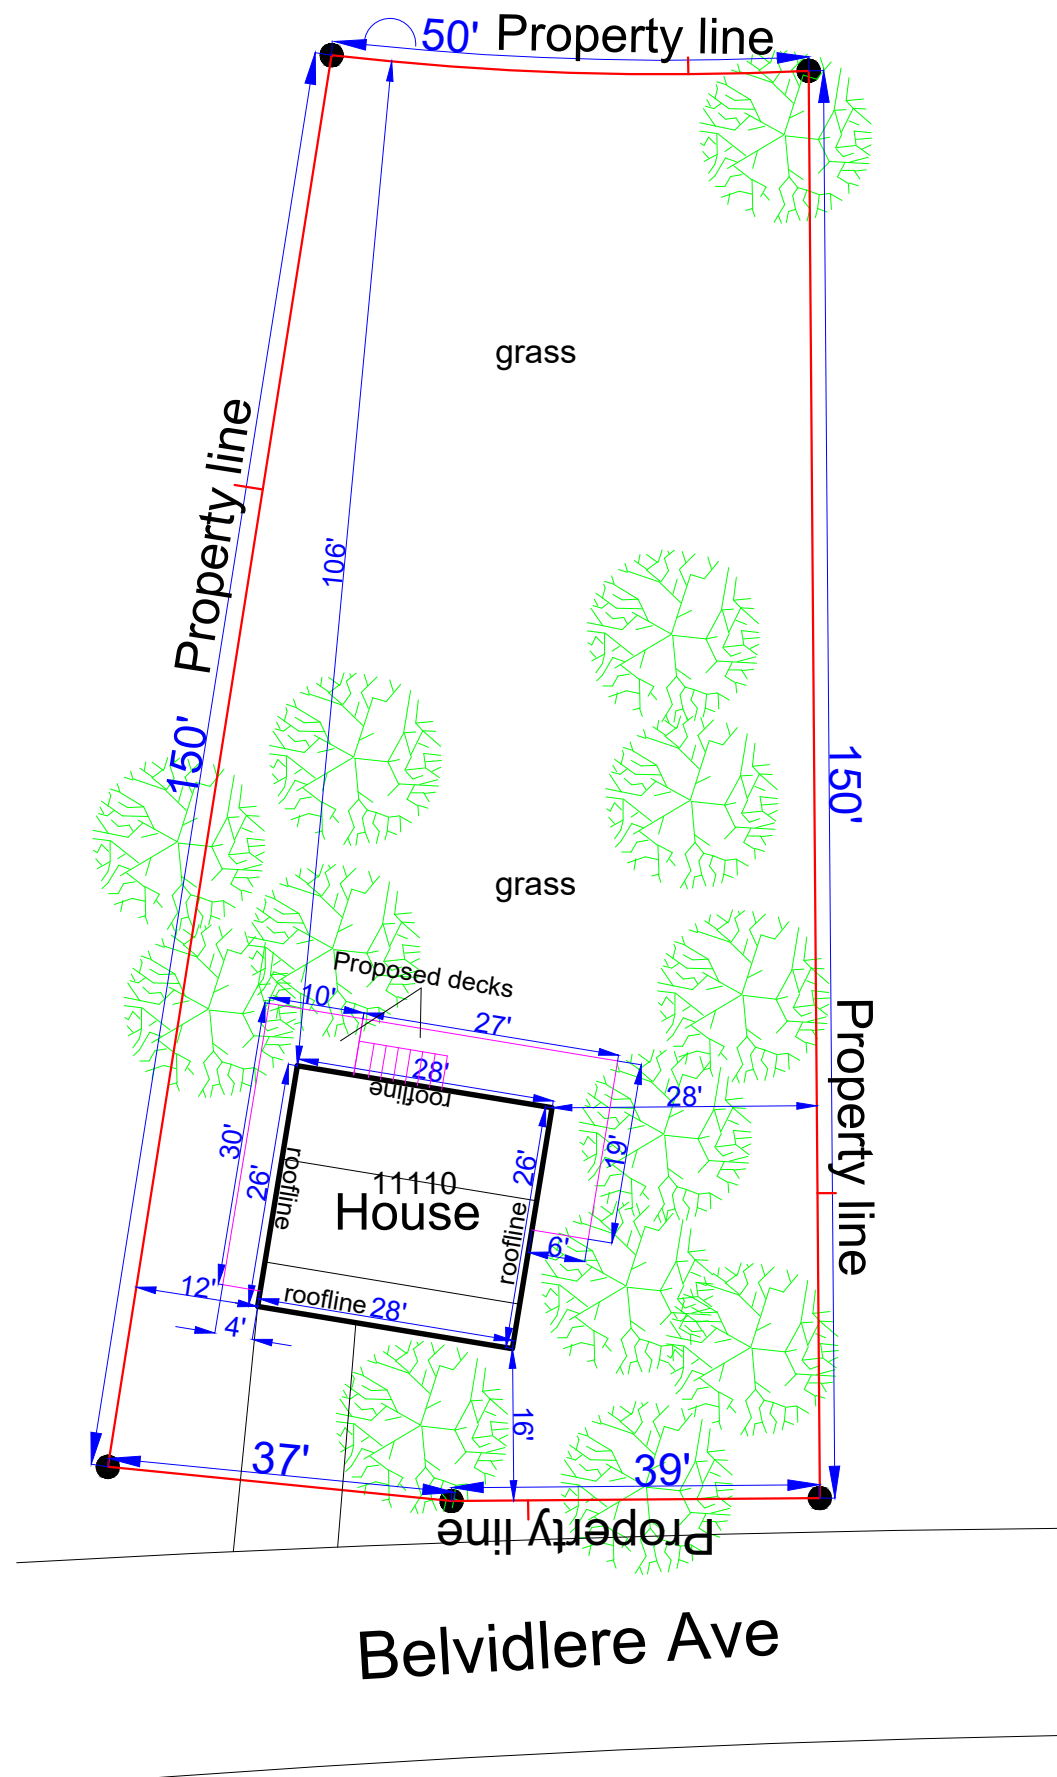 50' Property line
grass
Property line
106'
150'
150'
grass
Proposed decks
10'
27'
28'
roofline
28'
Property line
30'
26'
roofline
11110
House
26'
19'
roofline
6'
12'
roofline
28'
4'
16'
37'
39'
Property line
Belvidlere Ave